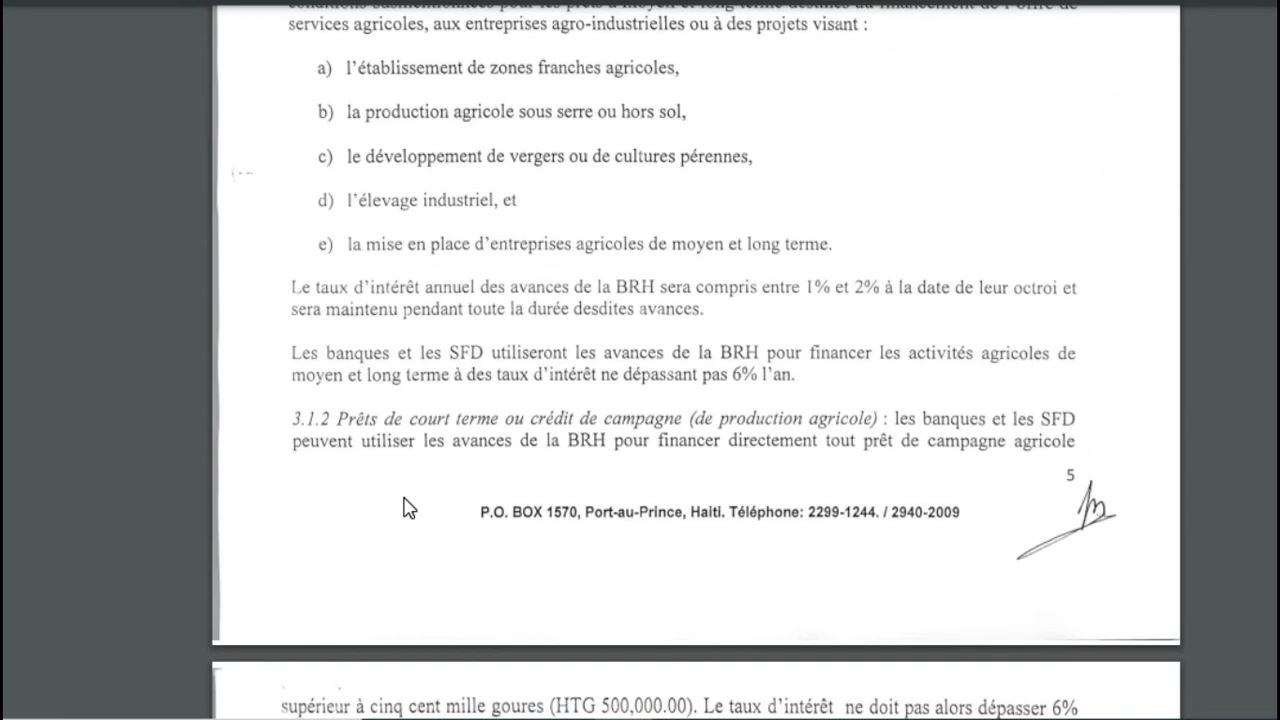 services agricoles, aux entreprises agro-industrielles ou à des projets visant :
a) l'établissement de zones franches agricoles,
b) la production agricole sous serre ou hors sol,
c) le développement de vergers ou de cultures pérennes,
d) l'élevage industriel, et
e) la mise en place d'entreprises agricoles de moyen et long terme.
Le taux d'intérêt annuel des avances de la BRH sera compris entre 1% et 2% à la date de leur octroi et
sera maintenu pendant toute la durée desdites avances.
Les banques et les SFD utiliseront les avances de la BRH pour financer les activités agricoles de
moyen et long terme à des taux d'intérêt ne dépassant pas 6% l'an.
3.1.2 Prêts de court terme ou crédit de campagne (de production agricole) : les banques et les SFD
peuvent utiliser les avances de la BRH pour financer directement tout prêt de campagne agricole
5
P.O. BOX 1570, Port-au-Prince, Haiti. Téléphone: 2299-1244. / 2940-2009
supérieur à cinq cent mille goures (HTG 500,000.00). Le taux d'intérêt ne doit pas alors dépasser 6%